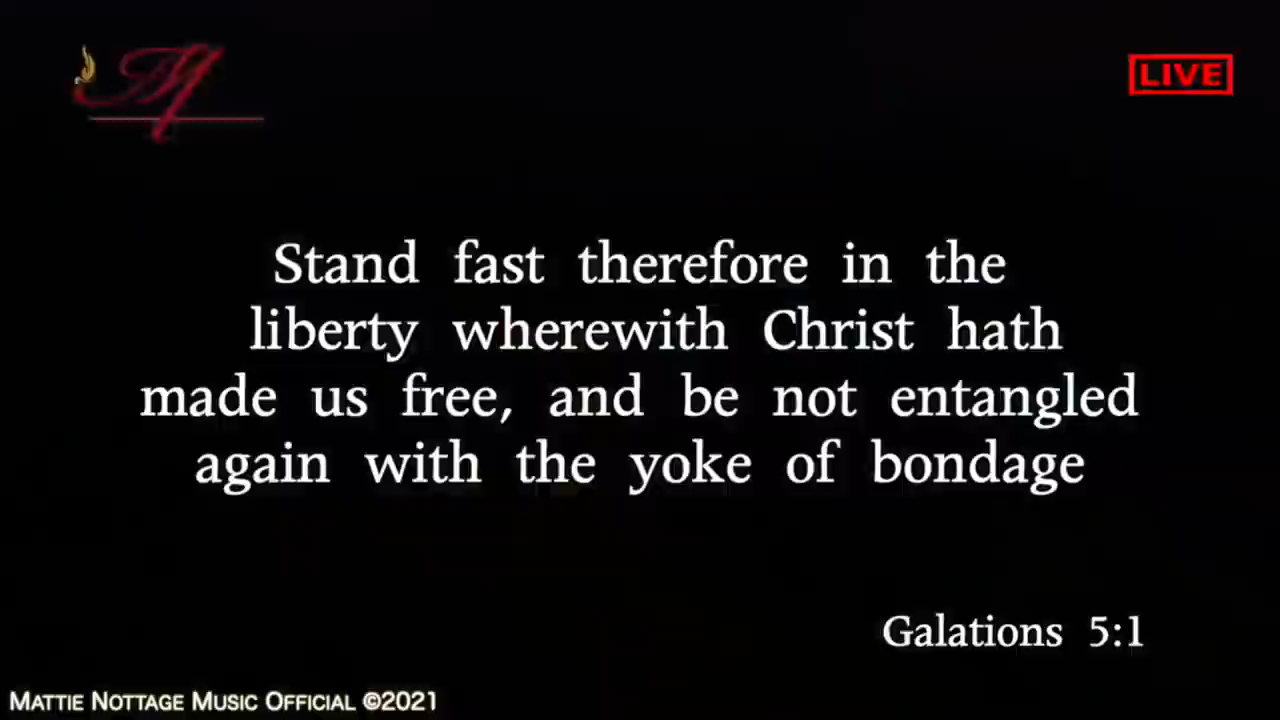 LIVE
Stand fast therefore in the
liberty wherewith Christ hath
made us free, and be not entangled
again with the yoke of bondage
Galations 5:1
MATTIE NOTTAGE MUSIC OFFICIAL ©2021